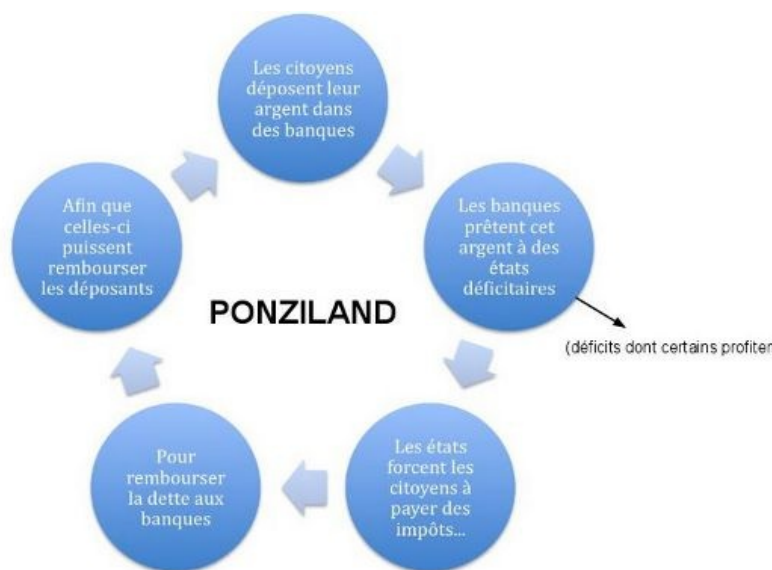 Les citoyens
déposent leur
argent dans
des banques
Les banques
prêtent cet
argent à des
états
déficitaires
(déficits dont certains profiter
Les états
forcent les
citoyens à
payer des
impôts...
Pour
rembourser
la dette aux
banques
Afin que
celles-ci
puissent
rembourser
les déposants
PONZILAND